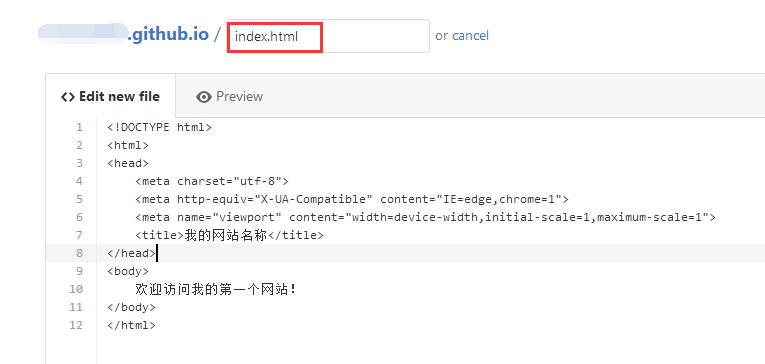 .github.io / index.html or cancel
<> Edit new file Preview
1 <!DOCTYPE html>
2 <html>
3 <head>
4 <meta charset="utf-8">
5 <meta http-equiv="X-UA-Compatible" content="IE=edge,chrome=1">
6 <meta name="viewport" content="width=device-width,initial-scale=1,maximum-scale=1">
7 <title>我的网站名称</title>
8 </head>
9 <body>
10 欢迎访问我的第一个网站！
11 </body>
12 </html>